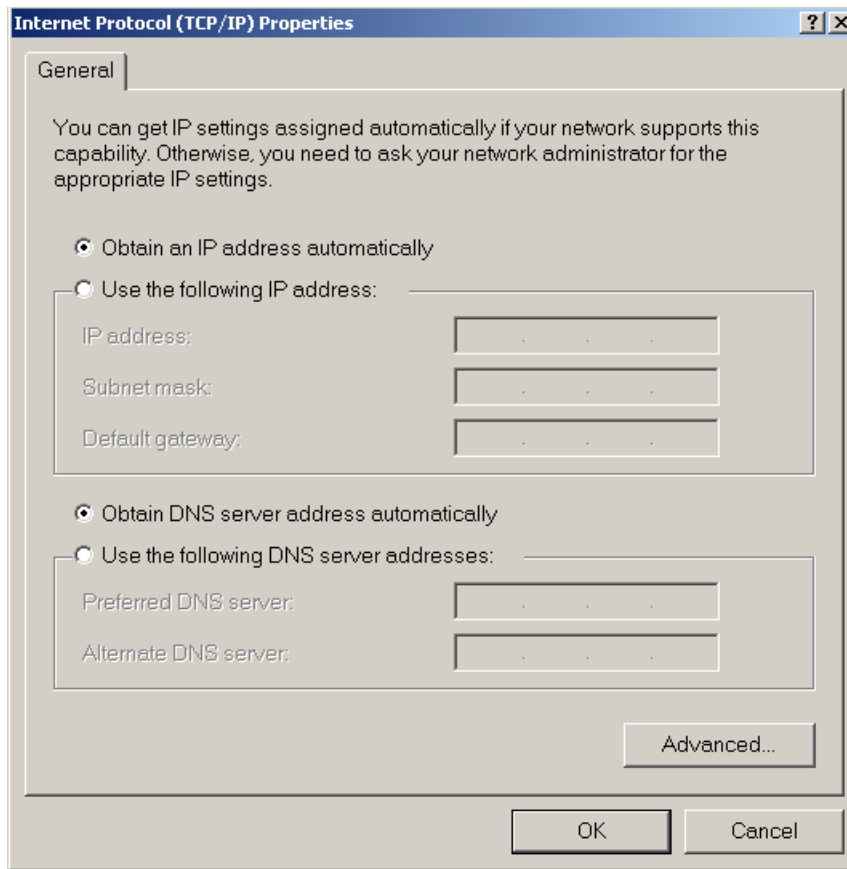 Internet Protocol (TCP/IP) Properties
General
You can get IP settings assigned automatically if your network supports this
capability. Otherwise, you need to ask your network administrator for the
appropriate IP settings.
Obtain an IP address automatically
Use the following IP address:
IP address:
Subnet mask:
Default gateway:
Obtain DNS server address automatically
Use the following DNS server addresses:
Preferred DNS server:
Alternate DNS server:
Advanced...
OK Cancel